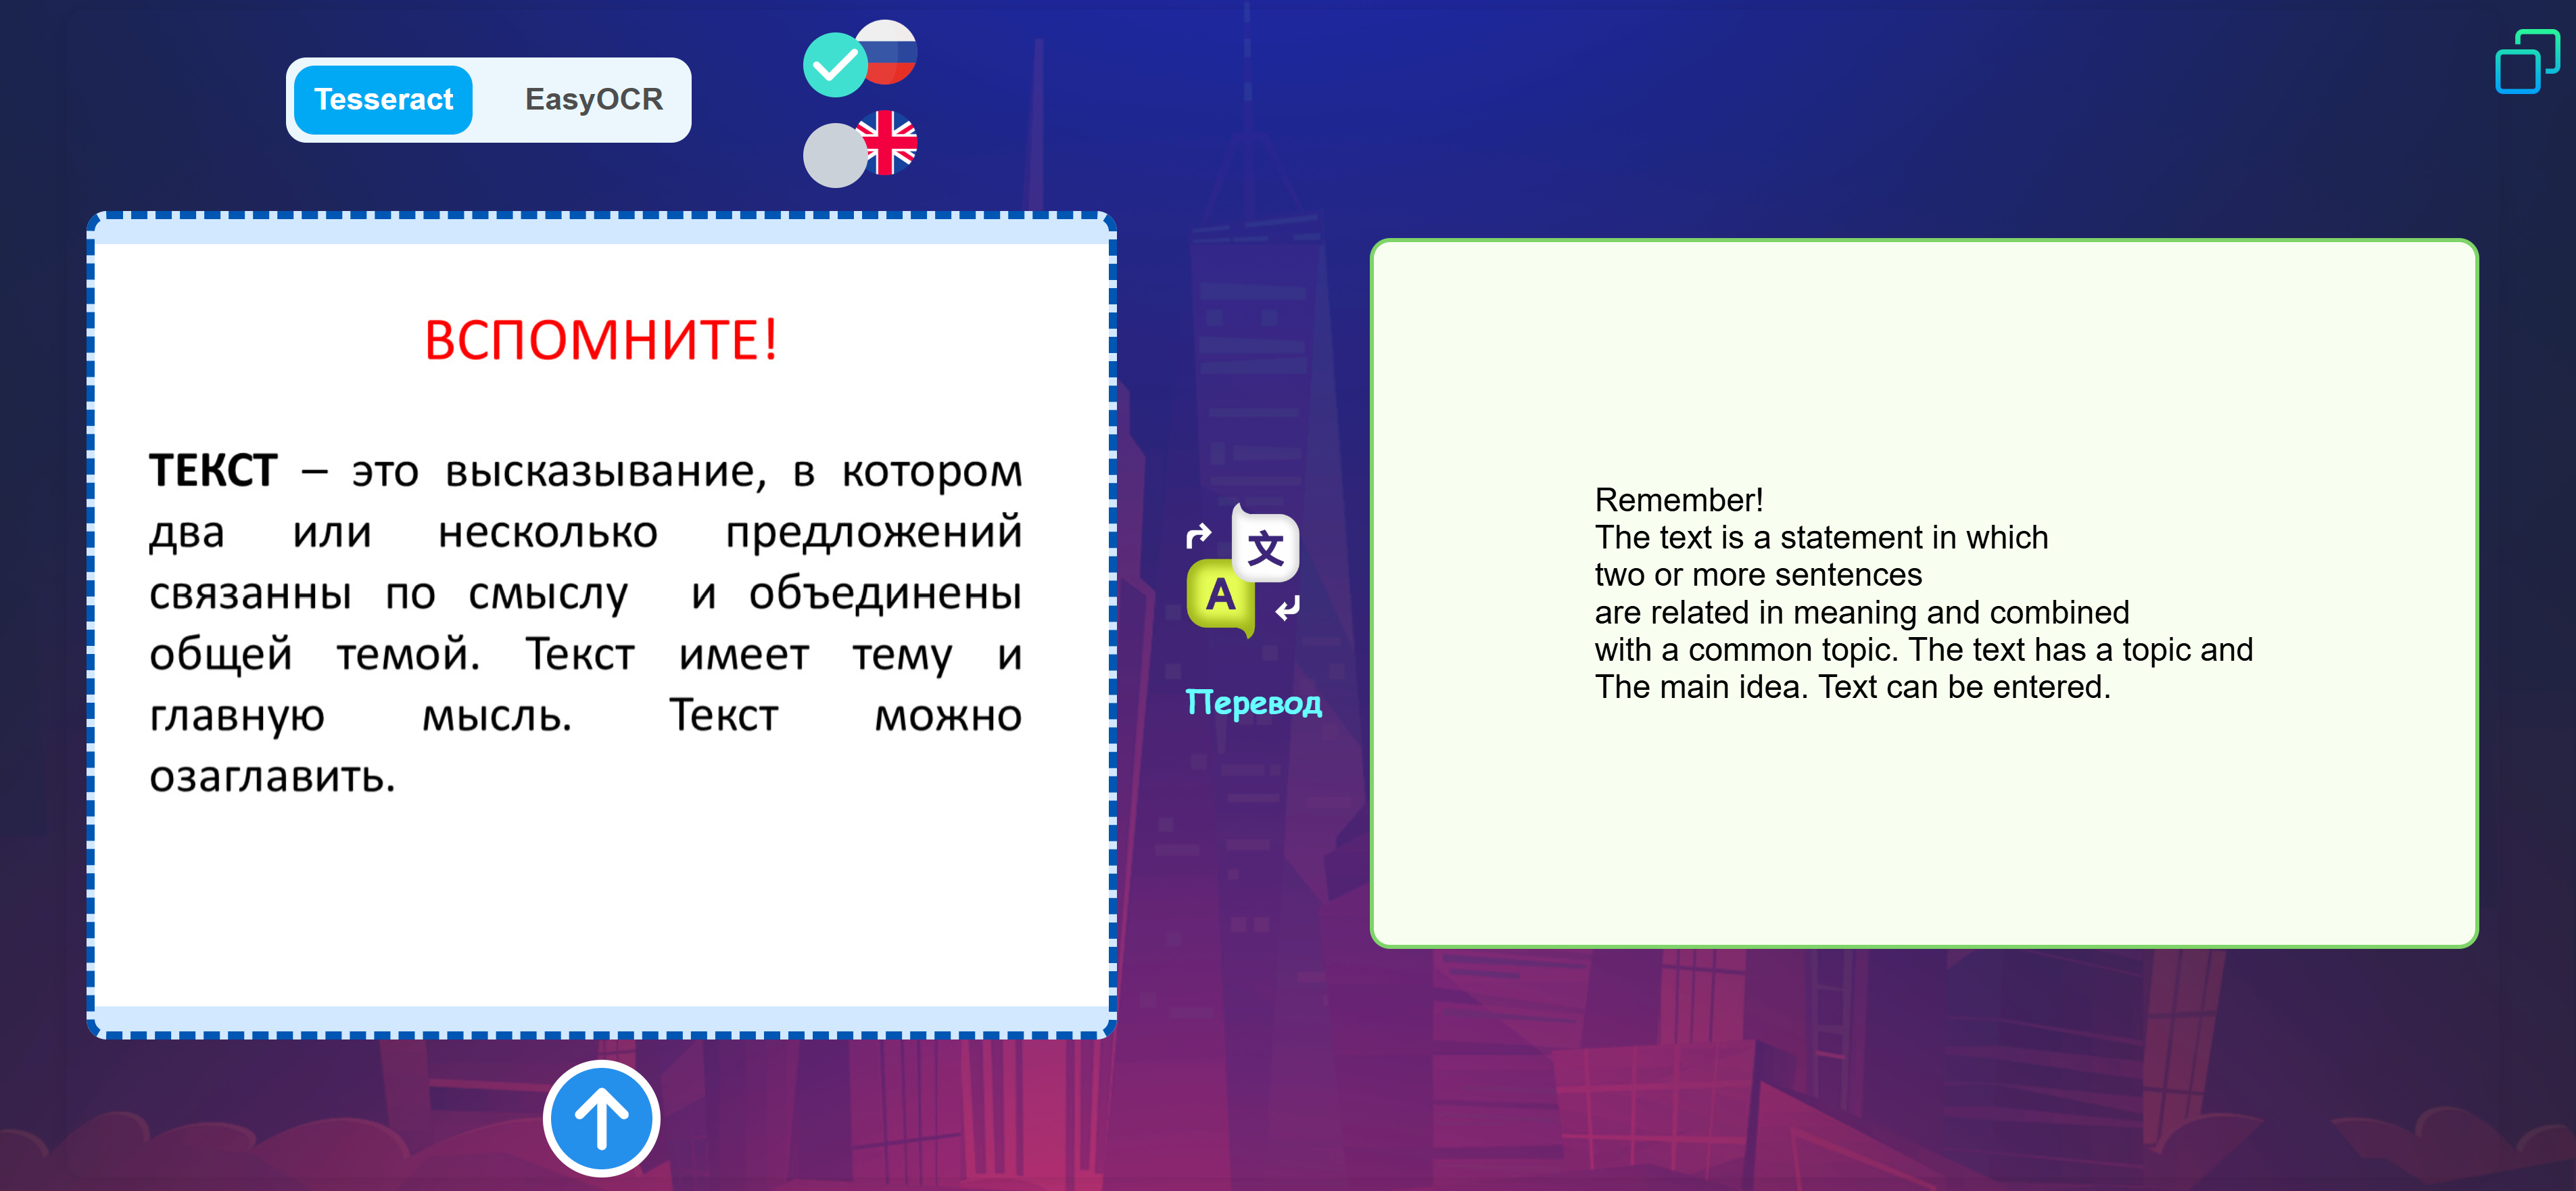 Tesseract EasyOCR
ВСПОМНИТЕ!
ТЕКСТ – это высказывание, в котором
два или несколько предложений
связанны по смыслу и объединены
общей темой. Текст имеет тему и
главную мысль. Текст можно
озаглавить.
文
A
Перевод
Remember!
The text is a statement in which
two or more sentences
are related in meaning and combined
with a common topic. The text has a topic and
The main idea. Text can be entered.